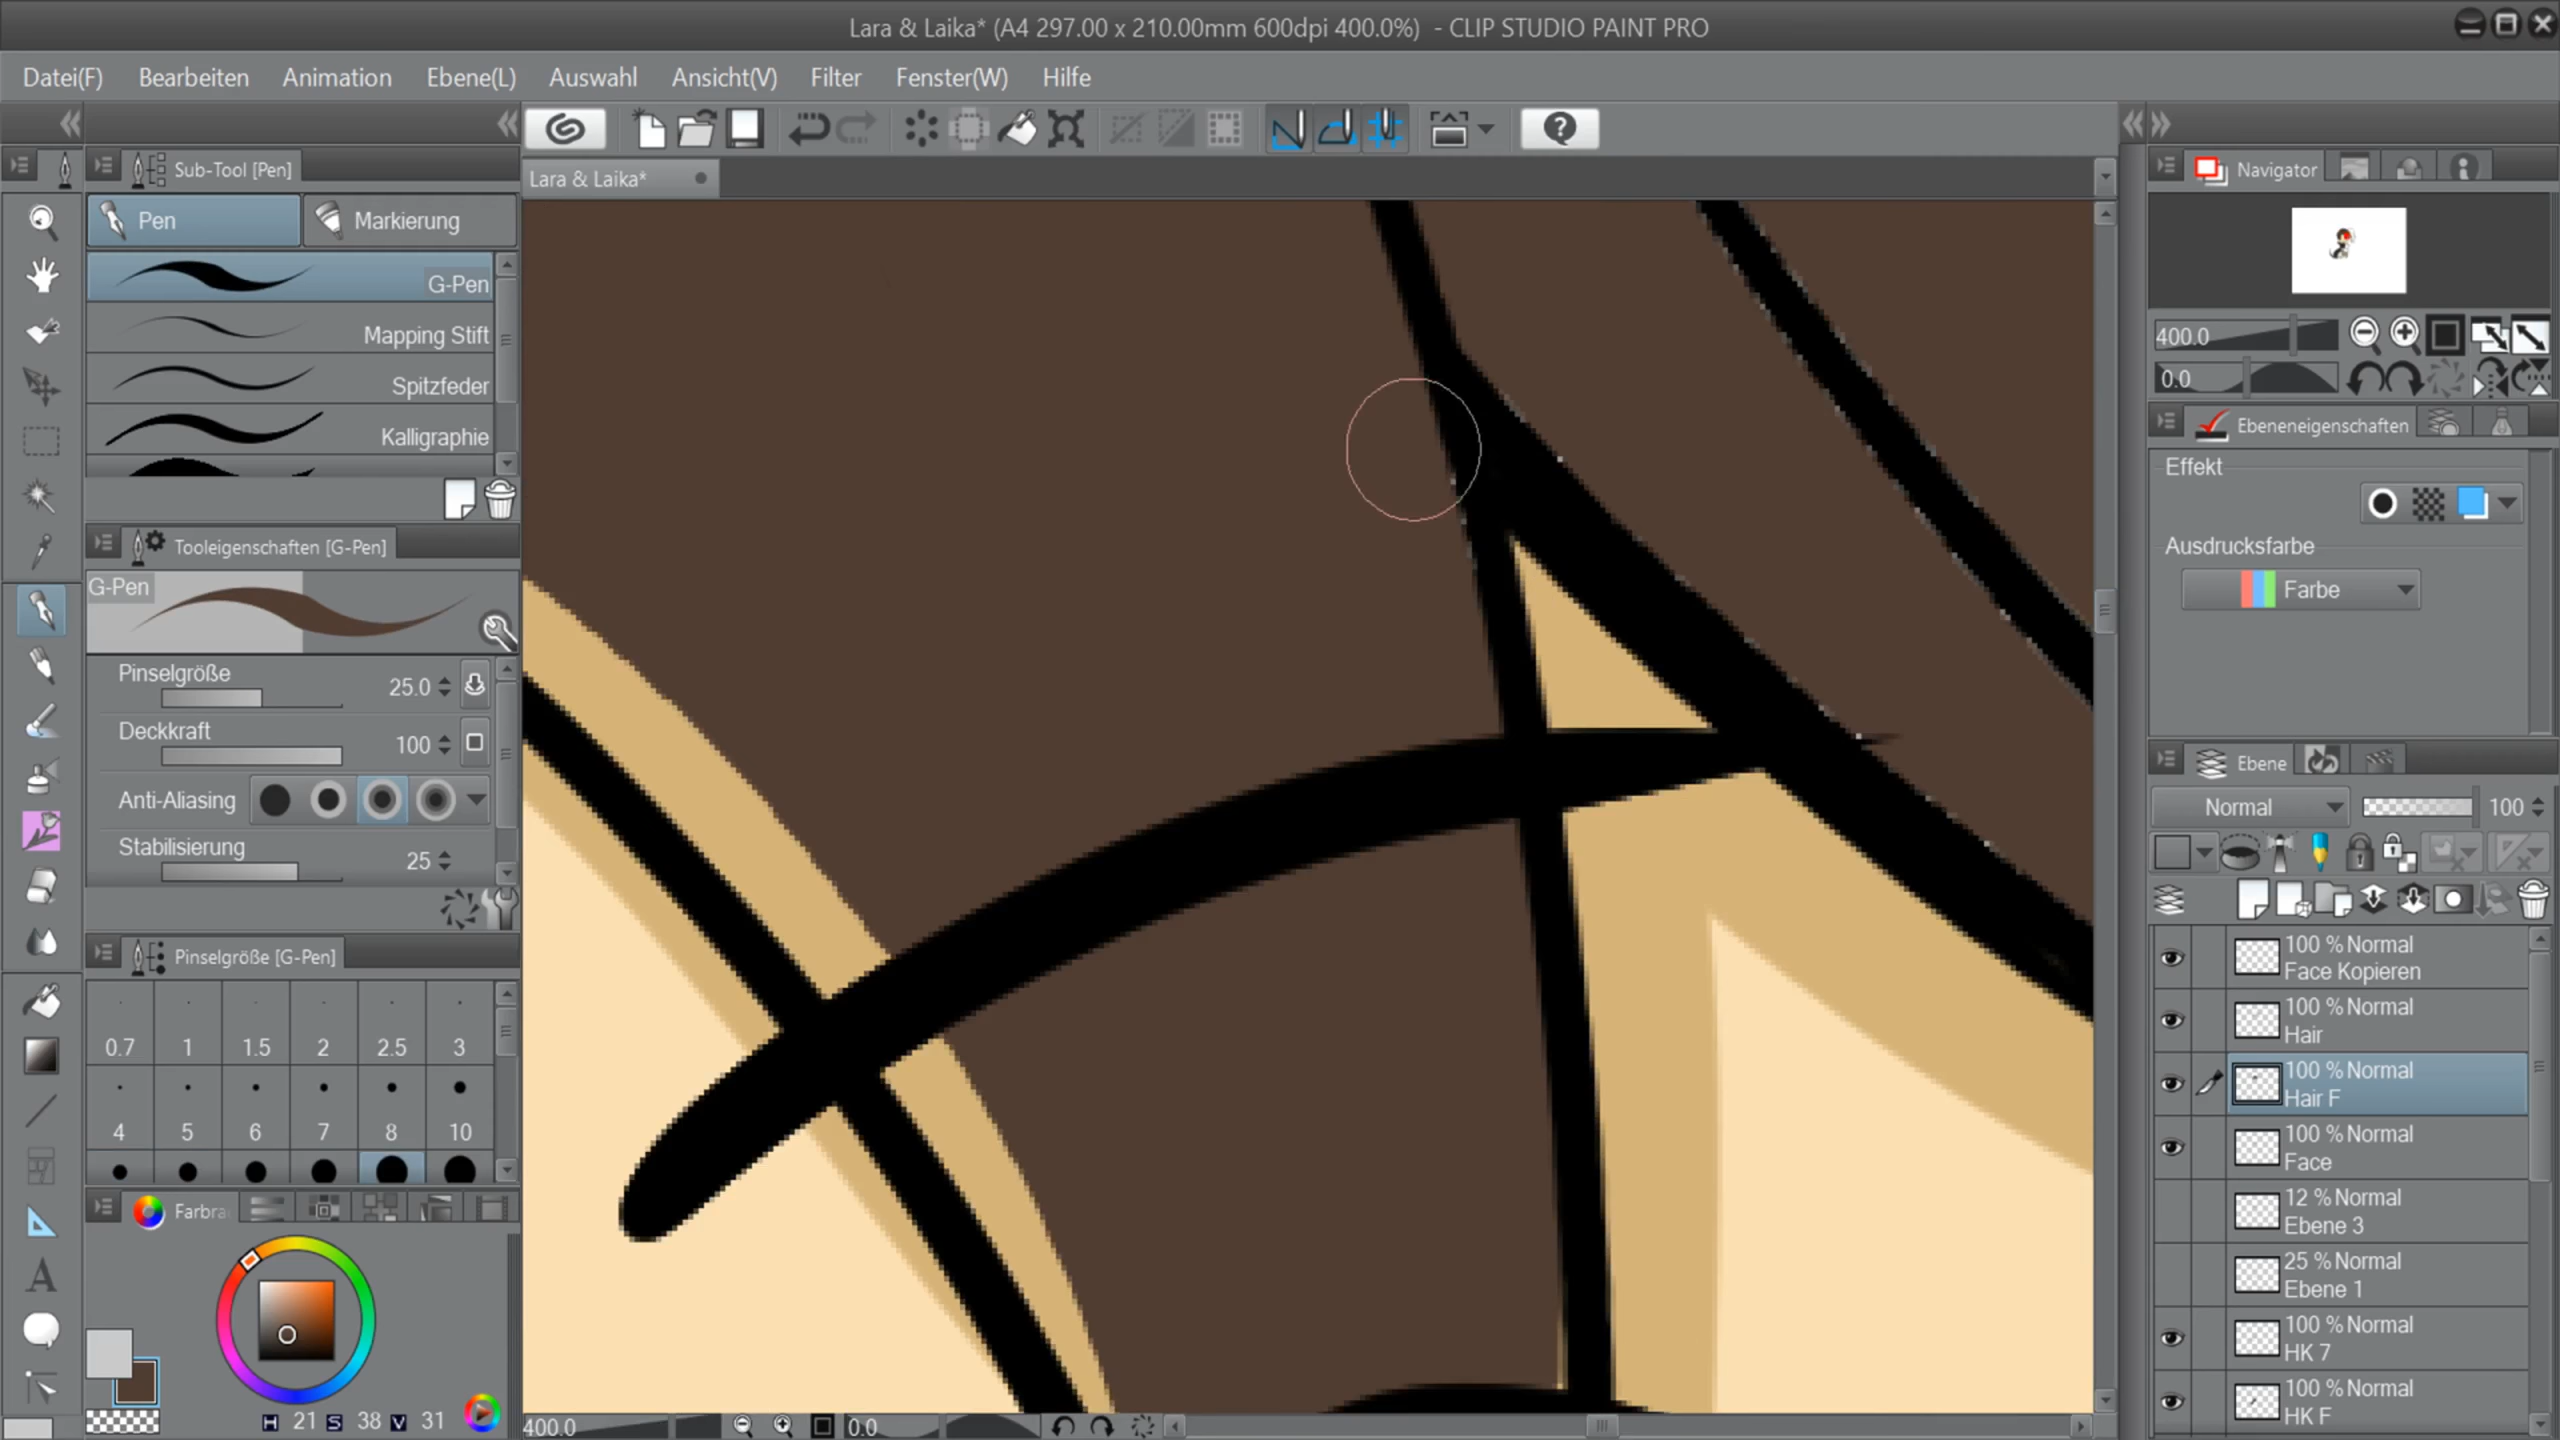 Lara & Laika* (A4 297.00 x 210.00mm 600dpi 400.0%) - CLIP STUDIO PAINT PRO
Datei(F) Bearbeiten Animation Ebene(L) Auswahl Ansicht(V) Filter Fenster(W) Hilfe
Sub-Tool [Pen]
Pen Markierung
G-Pen
Mapping Stift
Spitzfeder
Kalligraphie
Tooleigenschaften [G-Pen]
G-Pen
Pinselgröße 25.0
Deckkraft 100
Anti-Aliasing
Stabilisierung 25
Pinselgröße [G-Pen]
0.7 1 1.5 2 2.5 3
4 5 6 7 8 10
Farbra
H 21 S 38 V 31
Lara & Laika*
400.0 0.0
Navigator
400.0
0.0
Ebeneneigenschaften
Effekt
Ausdrucksfarbe
Farbe
Ebene
Normal 100
100 % Normal
Face Kopieren
100 % Normal
Hair
100 % Normal
Hair F
100 % Normal
Face
12 % Normal
Ebene 3
25 % Normal
Ebene 1
100 % Normal
HK 7
100 % Normal
HK F